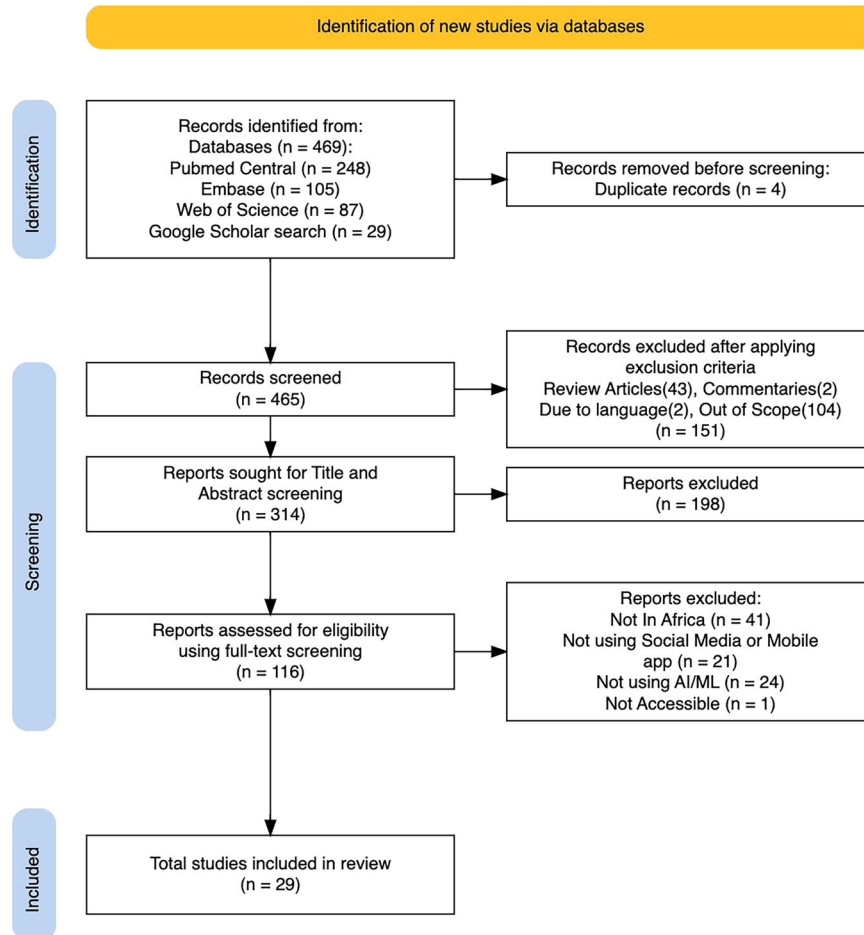 Identification of new studies via databases
Identification
Records identified from:
Databases (n = 469):
Pubmed Central (n = 248)
Embase (n = 105)
Web of Science (n = 87)
Google Scholar search (n = 29)
Records removed before screening:
Duplicate records (n = 4)
Screening
Records screened
(n = 465)
Records excluded after applying
exclusion criteria
Review Articles(43), Commentaries(2)
Due to language(2), Out of Scope(104)
(n = 151)
Reports sought for Title and
Abstract screening
(n = 314)
Reports excluded
(n = 198)
Reports assessed for eligibility
using full-text screening
(n = 116)
Reports excluded:
Not In Africa (n = 41)
Not using Social Media or Mobile
app (n = 21)
Not using AI/ML (n = 24)
Not Accessible (n = 1)
Included
Total studies included in review
(n = 29)